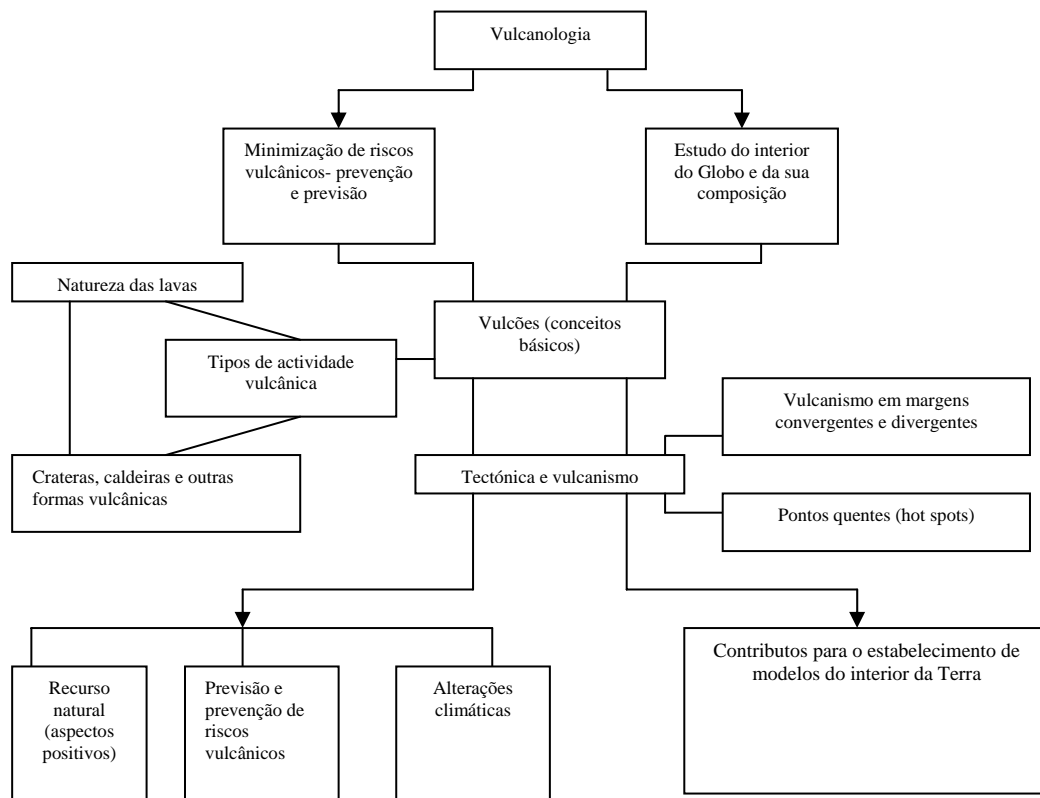 Vulcanologia
Minimização de riscos
vulcânicos- prevenção
e previsão
Estudo do interior
do Globo e da sua
composição
Natureza das lavas
Vulcões (conceitos
básicos)
Tipos de actividade
vulcânica
Vulcanismo em margens
convergentes e divergentes
Crateras, caldeiras e outras
formas vulcânicas
Tectónica e vulcanismo
Pontos quentes (hot spots)
Recurso
natural
(aspectos
positivos)
Previsão e
prevenção de
riscos
vulcânicos
Alterações
climáticas
Contributos para o estabelecimento de
modelos do interior da Terra